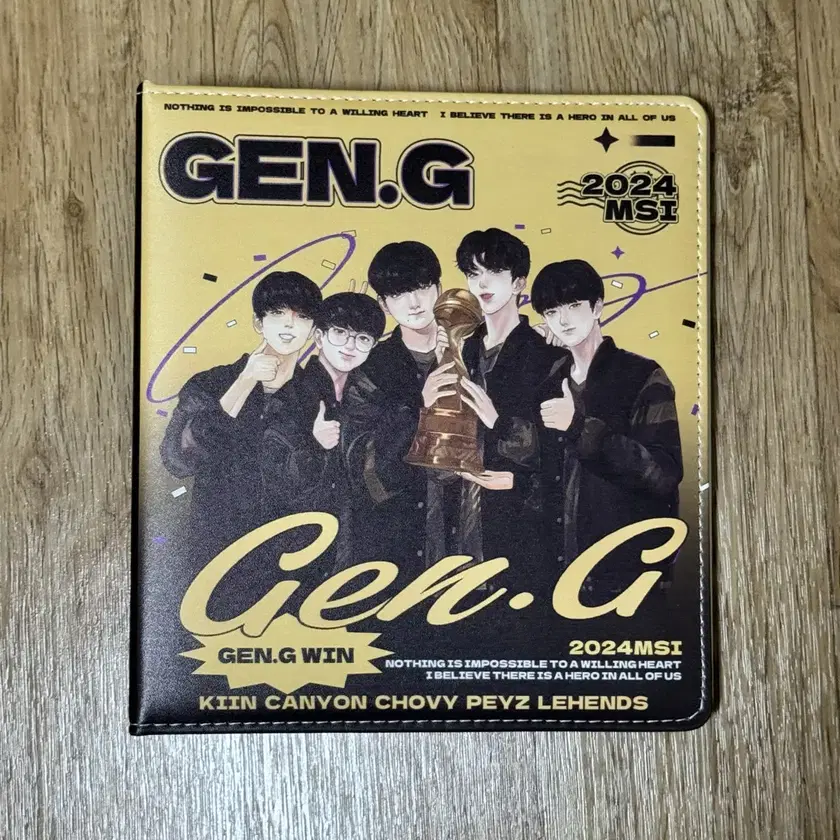 NOTHING IS IMPOSSIBLE TO A WILLING HEART I BELIEVE THERE IS A HERO IN ALL OF US
GEN.G
2024
MSI
Gen.G
GEN.G WIN
2024MSI
NOTHING IS IMPOSSIBLE TO A WILLING HEART
I BELIEVE THERE IS A HERO IN ALL OF US
KIIN CANYON CHOVY PEYZ LEHENDS